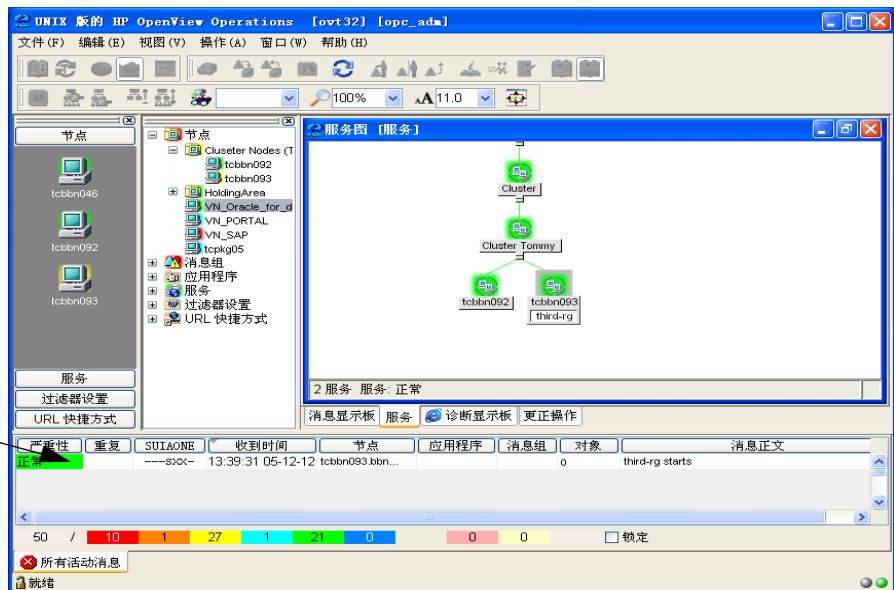 UNIX 版的 HP OpenView Operations [ovt32] [opc_adm]
文件(F) 编辑(E) 视图(V) 操作(A) 窗口(W) 帮助(H)
100% A A 11.0
节点
tcbbn046
tcbbn092
tcbbn093
服务
过滤器设置
URL 快捷方式
节点
Cluseter Nodes (T
tcbbn092
tcbbn093
HoldingArea
VN_Oracle_for_d
VN_PORTAL
VN_SAP
tcpkg05
消息组
应用程序
服务
过滤器设置
URL 快捷方式
服务图 [服务]
Cluster
Cluster Tommy
tcbbn092 tcbbn093
third-rg
2 服务 服务: 正常
消息显示板 服务 诊断显示板 更正操作
严重性 重复 SUIAONE 收到时间 节点 应用程序 消息组 对象 消息正文
正常 ---sxx- 13:39:31 05-12-12 tcbbn093.bbn... o third-rg starts
50 / 10 1 27 1 21 0 0 0 锁定
所有活动消息
就绪